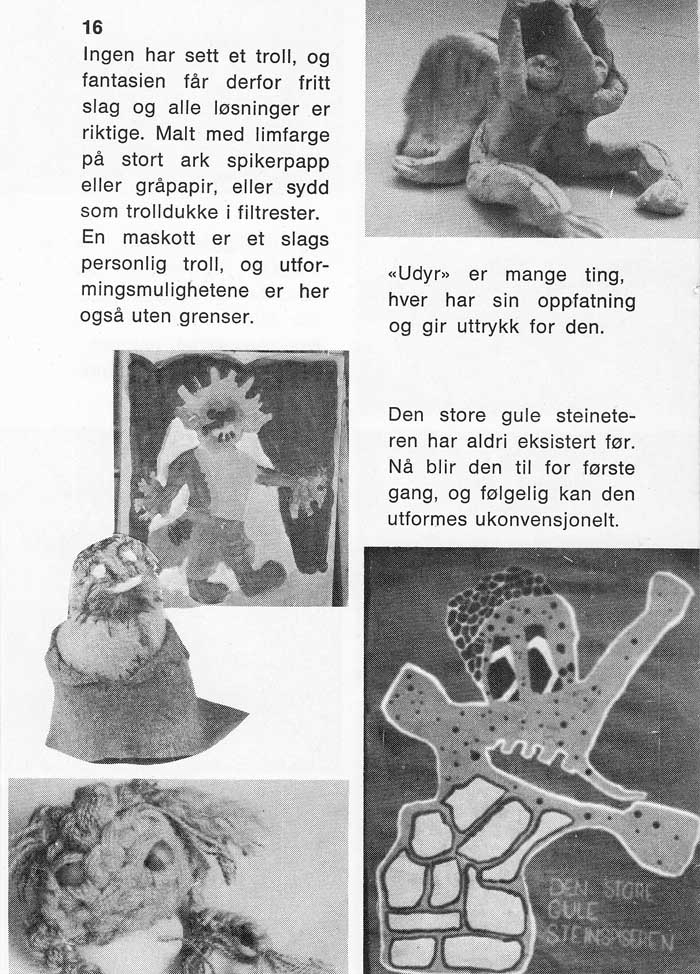 16
Ingen har sett et troll, og
fantasien får derfor fritt
slag og alle løsninger er
riktige. Malt med limfarge
på stort ark spikerpapp
eller gråpapir, eller sydd
som trolldukke i filtrester.
En maskott er et slags
personlig troll, og utfor-
mingsmulighetene er her
også uten grenser.
«Udyr» er mange ting,
hver har sin oppfatning
og gir uttrykk for den.
Den store gule steinete-
ren har aldri eksistert før.
Nå blir den til for første
gang, og følgelig kan den
utformes ukonvensjonelt.
DEN STORE
GULE
STEINSPISEREN